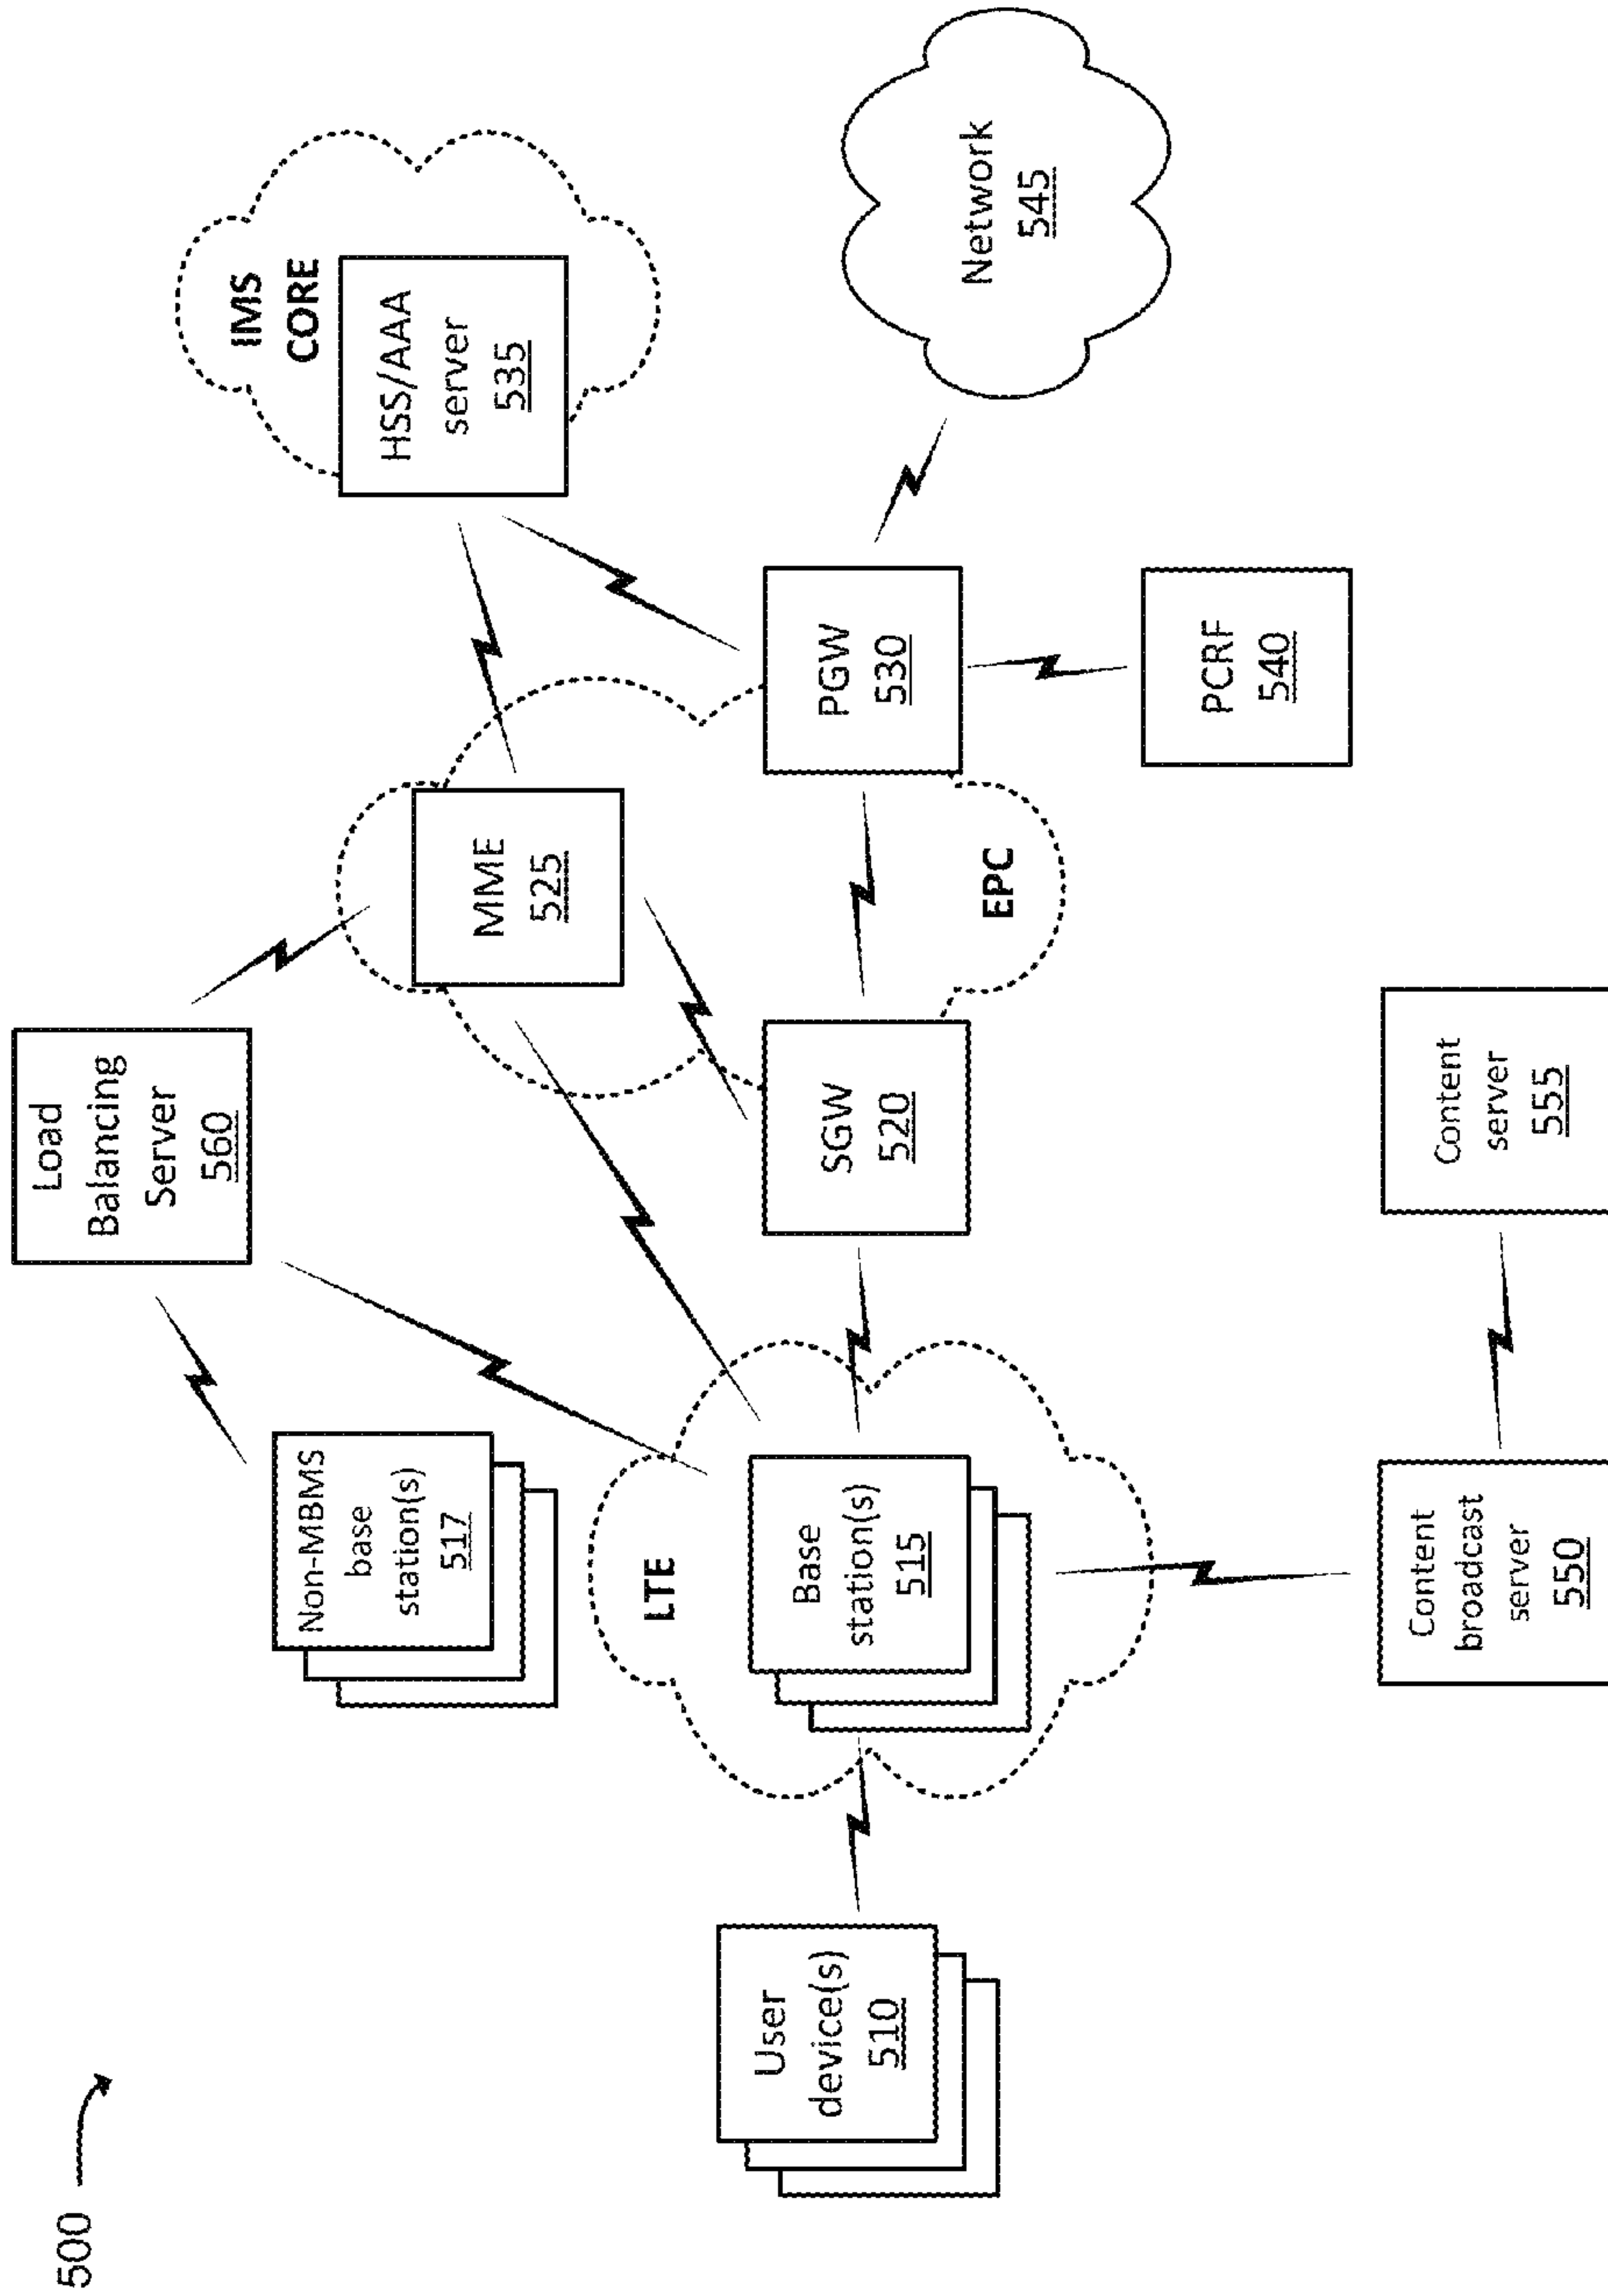 500
Load
Balancing
Server
560
IMS
CORE
HSS/AAA
server
535
Non-MBMS
base
station(s)
517
MME
525
LTE
User
device(s)
510
Base
station(s)
515
SGW
520
PGW
530
EPC
Network
545
PCRF
540
Content
broadcast
server
550
Content
server
555